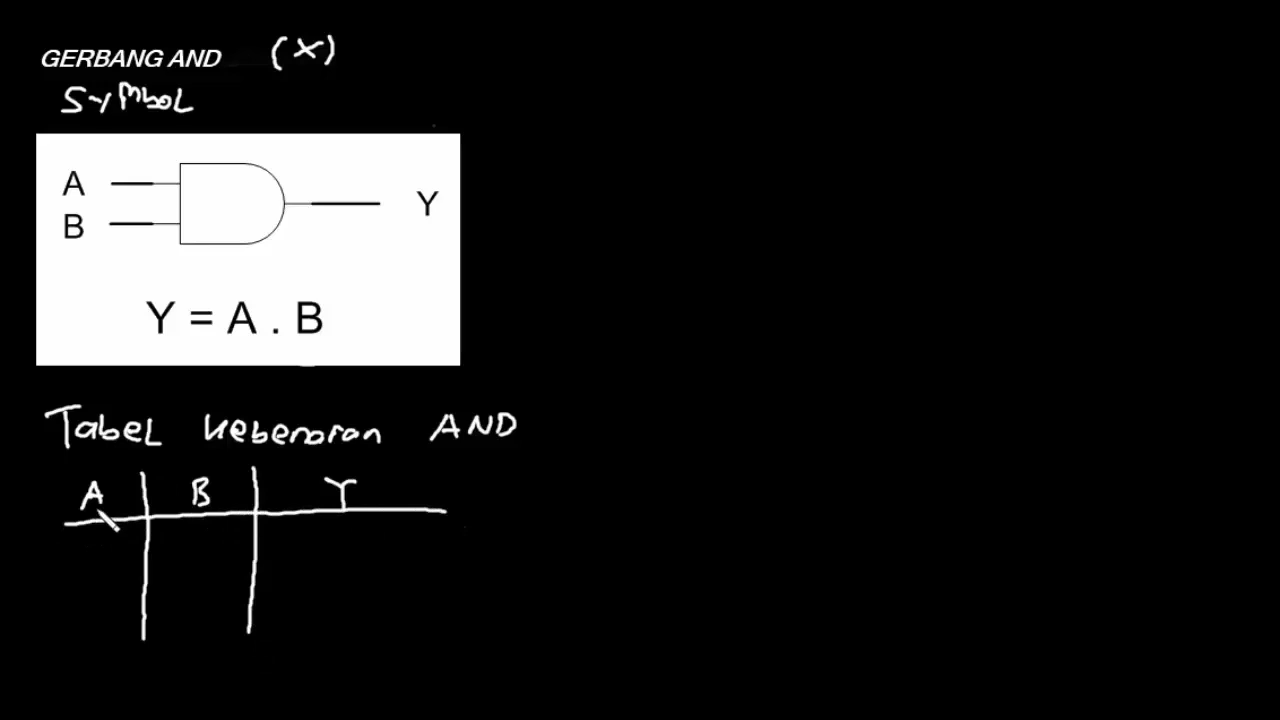 GERBANG AND (X)
SYMBOL
A
B
Y
Y = A . B
Tabel kebenaran AND
A B Y